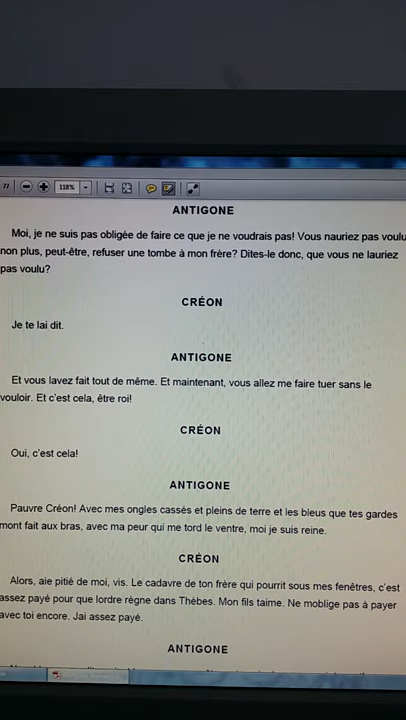 77 118%
ANTIGONE
Moi, je ne suis pas obligée de faire ce que je ne voudrais pas! Vous nauriez pas voulu
non plus, peut-être, refuser une tombe à mon frère? Dites-le donc, que vous ne lauriez
pas voulu?
CRÉON
Je te lai dit.
ANTIGONE
Et vous lavez fait tout de même. Et maintenant, vous allez me faire tuer sans le
vouloir. Et c'est cela, être roi!
CRÉON
Oui, c'est cela!
ANTIGONE
Pauvre Créon! Avec mes ongles cassés et pleins de terre et les bleus que tes gardes
mont fait aux bras, avec ma peur qui me tord le ventre, moi je suis reine.
CRÉON
Alors, aie pitié de moi, vis. Le cadavre de ton frère qui pourrit sous mes fenêtres, c'est
assez payé pour que lordre règne dans Thèbes. Mon fils taime. Ne moblige pas à payer
avec toi encore. Jai assez payé.
ANTIGONE